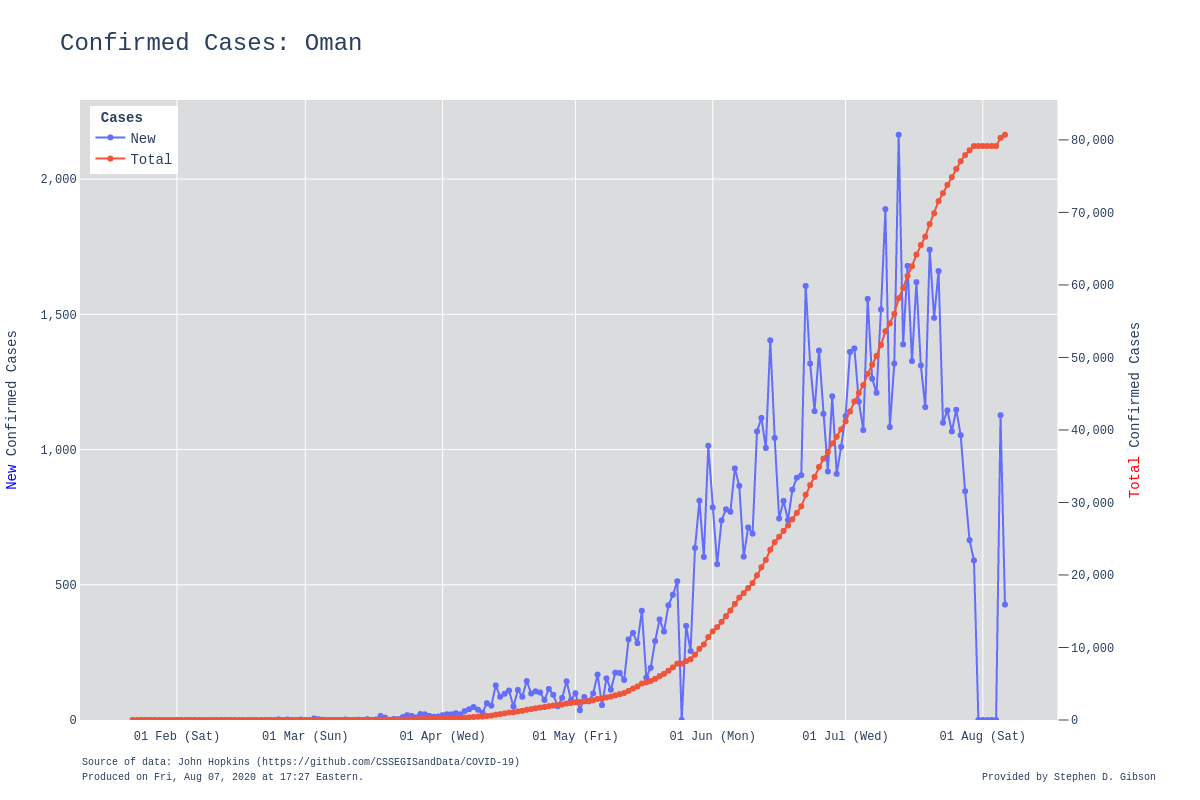 Confirmed Cases: Oman
Cases
New
Total
2,000
1,500
1,000
500
0
80,000
70,000
60,000
50,000
40,000
30,000
20,000
10,000
0
New Confirmed Cases
Total Confirmed Cases
01 Feb (Sat)
01 Mar (Sun)
01 Apr (Wed)
01 May (Fri)
01 Jun (Mon)
01 Jul (Wed)
01 Aug (Sat)
Source of data: John Hopkins (https://github.com/CSSEGISandData/COVID-19)
Produced on Fri, Aug 07, 2020 at 17:27 Eastern.
Provided by Stephen D. Gibson